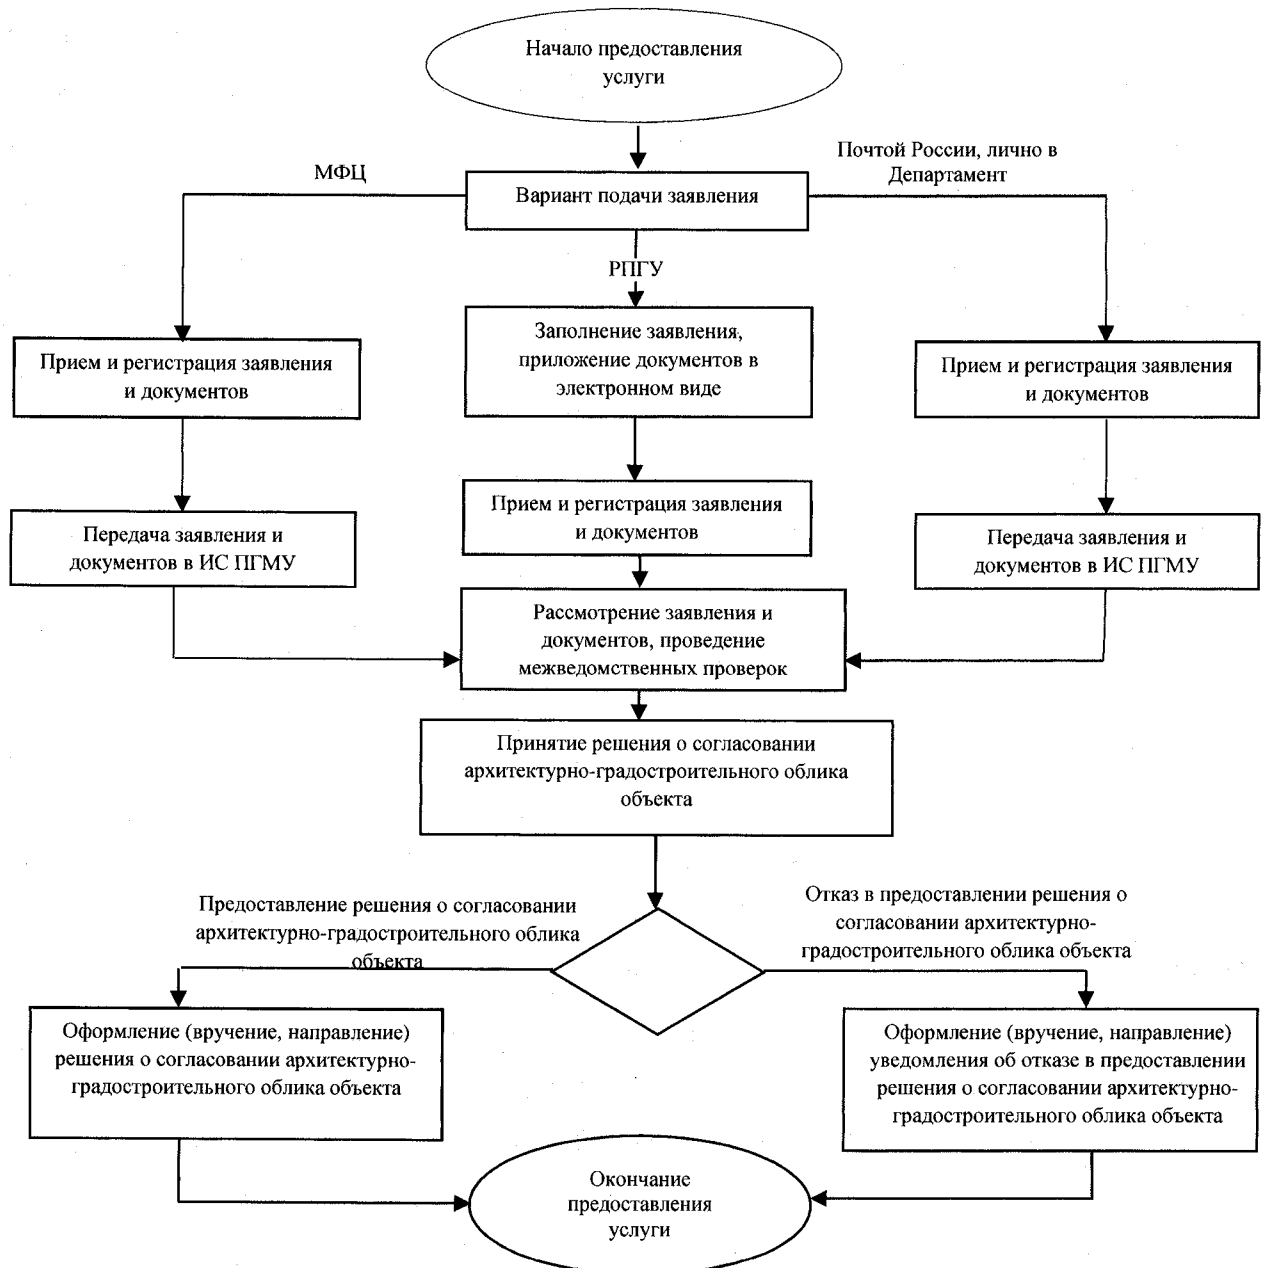 Начало предоставления
услуги
МФЦ
Почтой России, лично в
Департамент
Вариант подачи заявления
РПГУ
Прием и регистрация заявления
и документов
Заполнение заявления,
приложение документов в
электронном виде
Прием и регистрация заявления
и документов
Передача заявления и
документов в ИС ПГМУ
Прием и регистрация заявления
и документов
Передача заявления и
документов в ИС ПГМУ
Рассмотрение заявления и
документов, проведение
межведомственных проверок
Принятие решения о согласовании
архитектурно-градостроительного облика
объекта
Предоставление решения о согласовании
архитектурно-градостроительного облика
объекта
Отказ в предоставлении решения о
согласовании архитектурно-
градостроительного облика объекта
Оформление (вручение, направление)
решения о согласовании архитектурно-
градостроительного облика объекта
Оформление (вручение, направление)
уведомления об отказе в предоставлении
решения о согласовании архитектурно-
градостроительного облика объекта
Окончание
предоставления
услуги